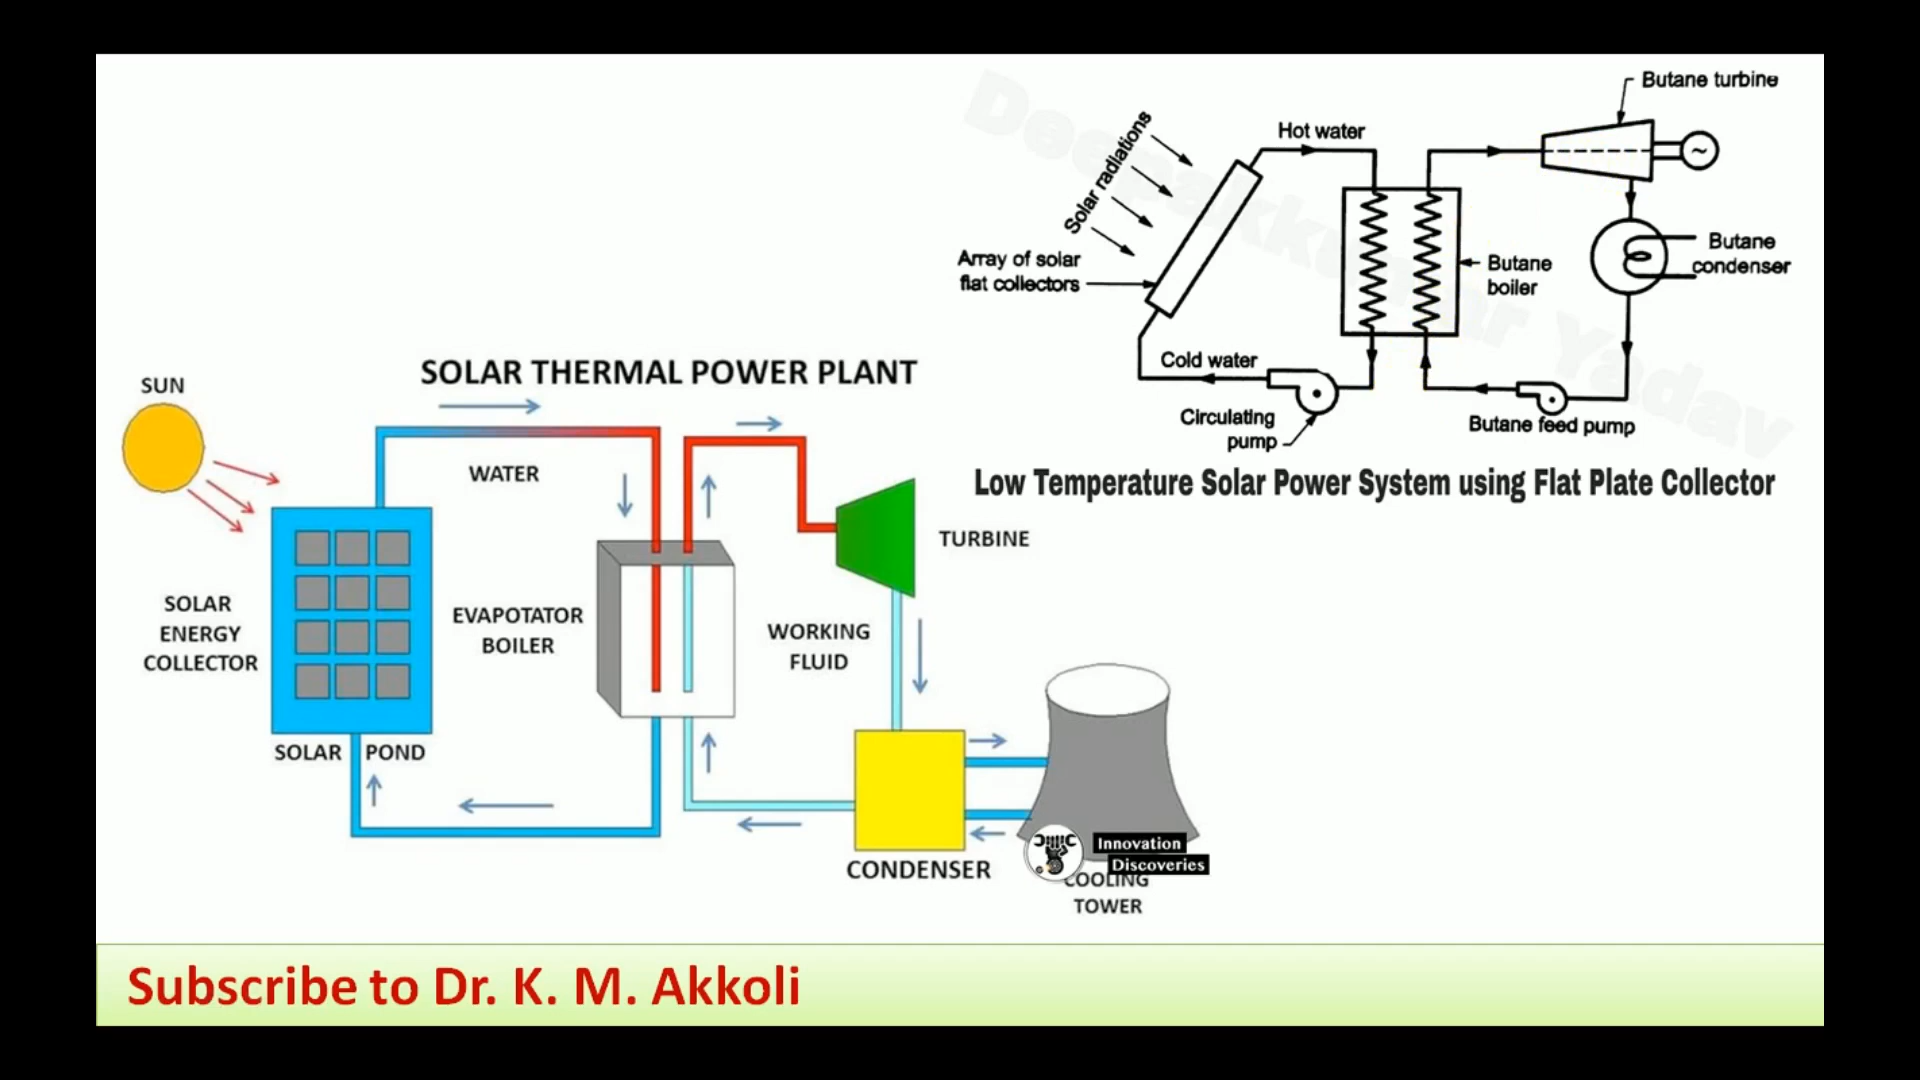 Butane turbine
Hot water
Solar radiations
Array of solar
flat collectors
Butane
condenser
Butane
boiler
Cold water
Circulating
pump
Butane feed pump
Deepakkumar Yadav
Low Temperature Solar Power System using Flat Plate Collector
SOLAR THERMAL POWER PLANT
SUN
WATER
TURBINE
SOLAR
ENERGY
COLLECTOR
EVAPOTATOR
BOILER
WORKING
FLUID
SOLAR POND
CONDENSER
Innovation
Discoveries
COOLING
TOWER
Subscribe to Dr. K. M. Akkoli